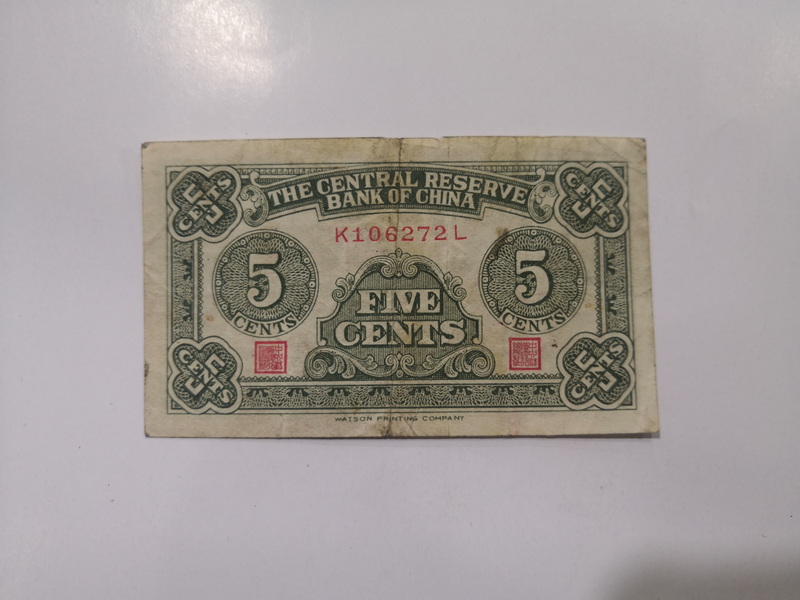 5 CENTS
5 CENTS
THE CENTRAL RESERVE
BANK OF CHINA
K106272L
5
CENTS
5
CENTS
FIVE
CENTS
5 CENTS
5 CENTS
WATSON PRINTING COMPANY